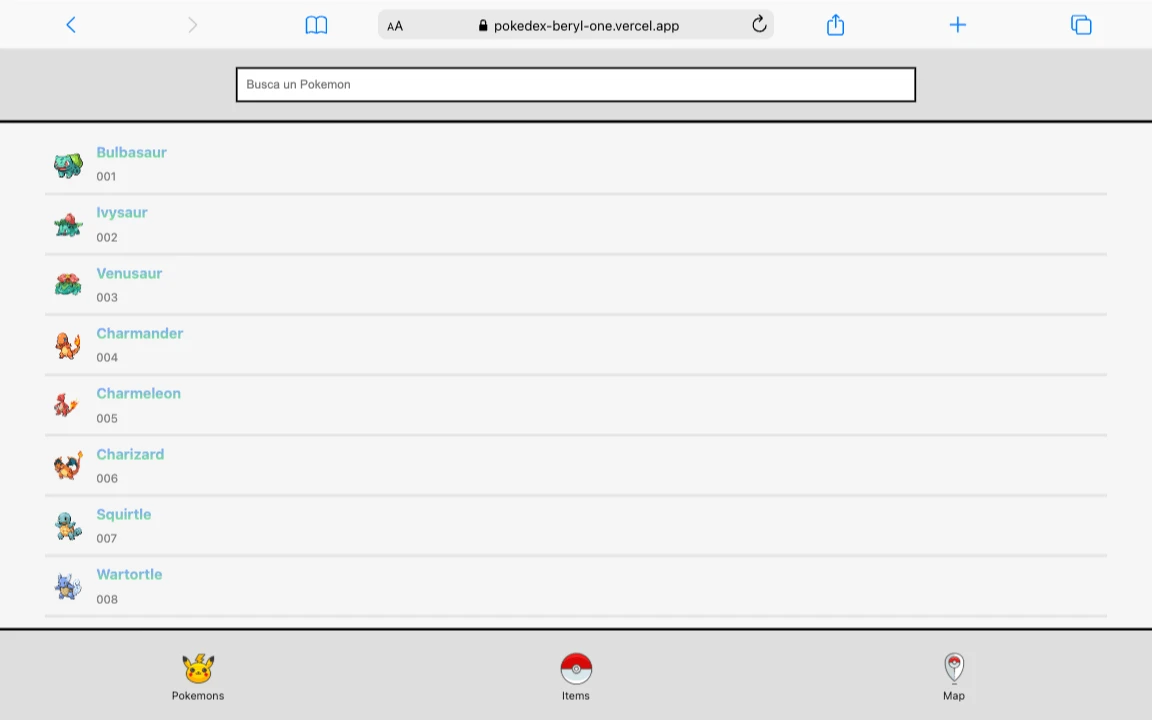 AA pokedex-beryl-one.vercel.app
Busca un Pokemon
Bulbasaur
001
Ivysaur
002
Venusaur
003
Charmander
004
Charmeleon
005
Charizard
006
Squirtle
007
Wartortle
008
Pokemons Items Map